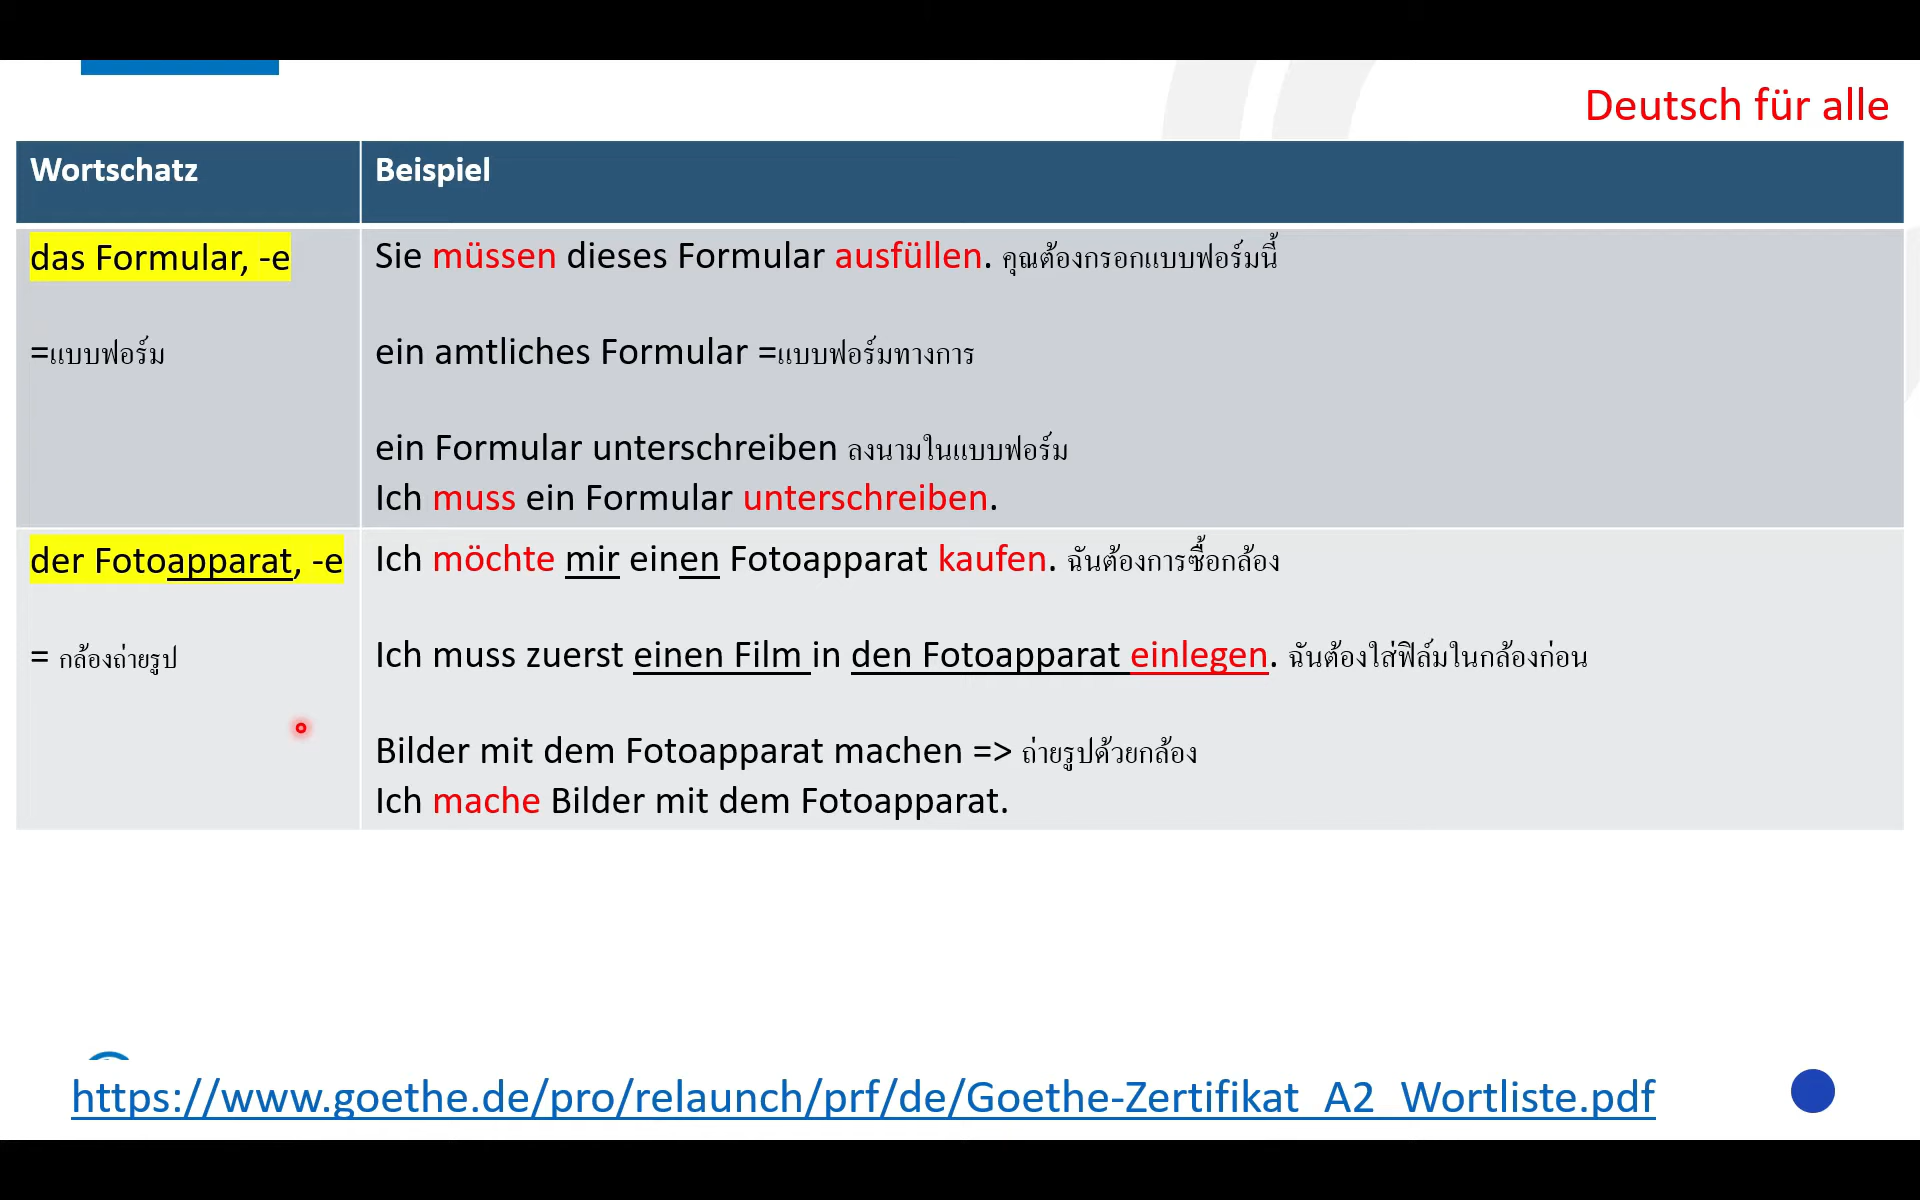 Deutsch für alle
Wortschatz
Beispiel
das Formular, -e
=แบบฟอร์ม
Sie müssen dieses Formular ausfüllen. คุณต้องกรอกแบบฟอร์มนี้
ein amtliches Formular =แบบฟอร์มทางการ
ein Formular unterschreiben ลงนามในแบบฟอร์ม
Ich muss ein Formular unterschreiben.
der Fotoapparat, -e
= กล้องถ่ายรูป
Ich möchte mir einen Fotoapparat kaufen. ฉันต้องการซื้อกล้อง
Ich muss zuerst einen Film in den Fotoapparat einlegen. ฉันต้องใส่ฟิล์มในกล้องก่อน
Bilder mit dem Fotoapparat machen => ถ่ายรูปด้วยกล้อง
Ich mache Bilder mit dem Fotoapparat.
https://www.goethe.de/pro/relaunch/prf/de/Goethe-Zertifikat_A2_Wortliste.pdf